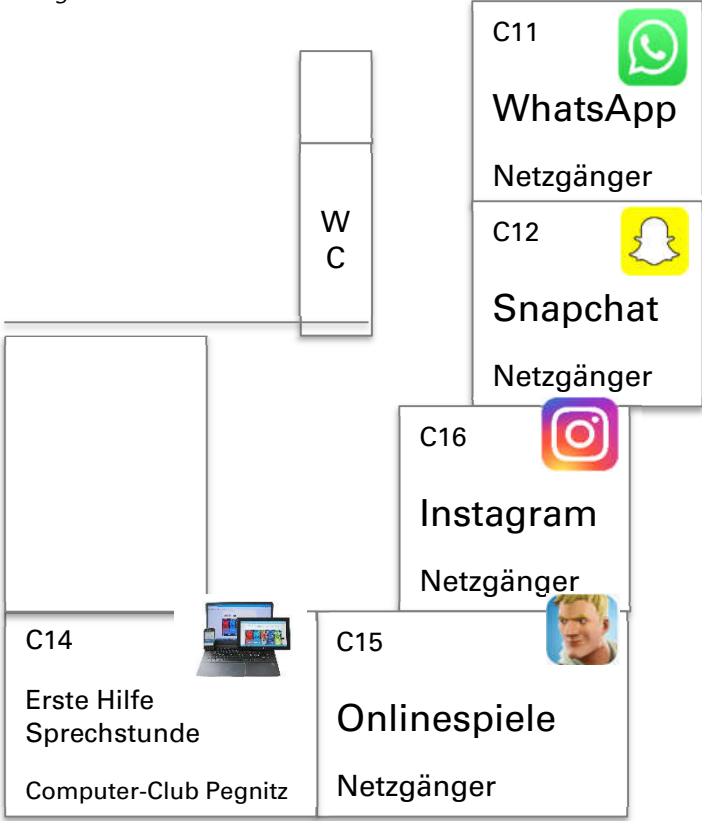 C11
WhatsApp
Netzgänger
W
C
C12
Snapchat
Netzgänger
C16
Instagram
Netzgänger
C14
Erste Hilfe
Sprechstunde
Computer-Club Pegnitz
C15
Onlinespiele
Netzgänger